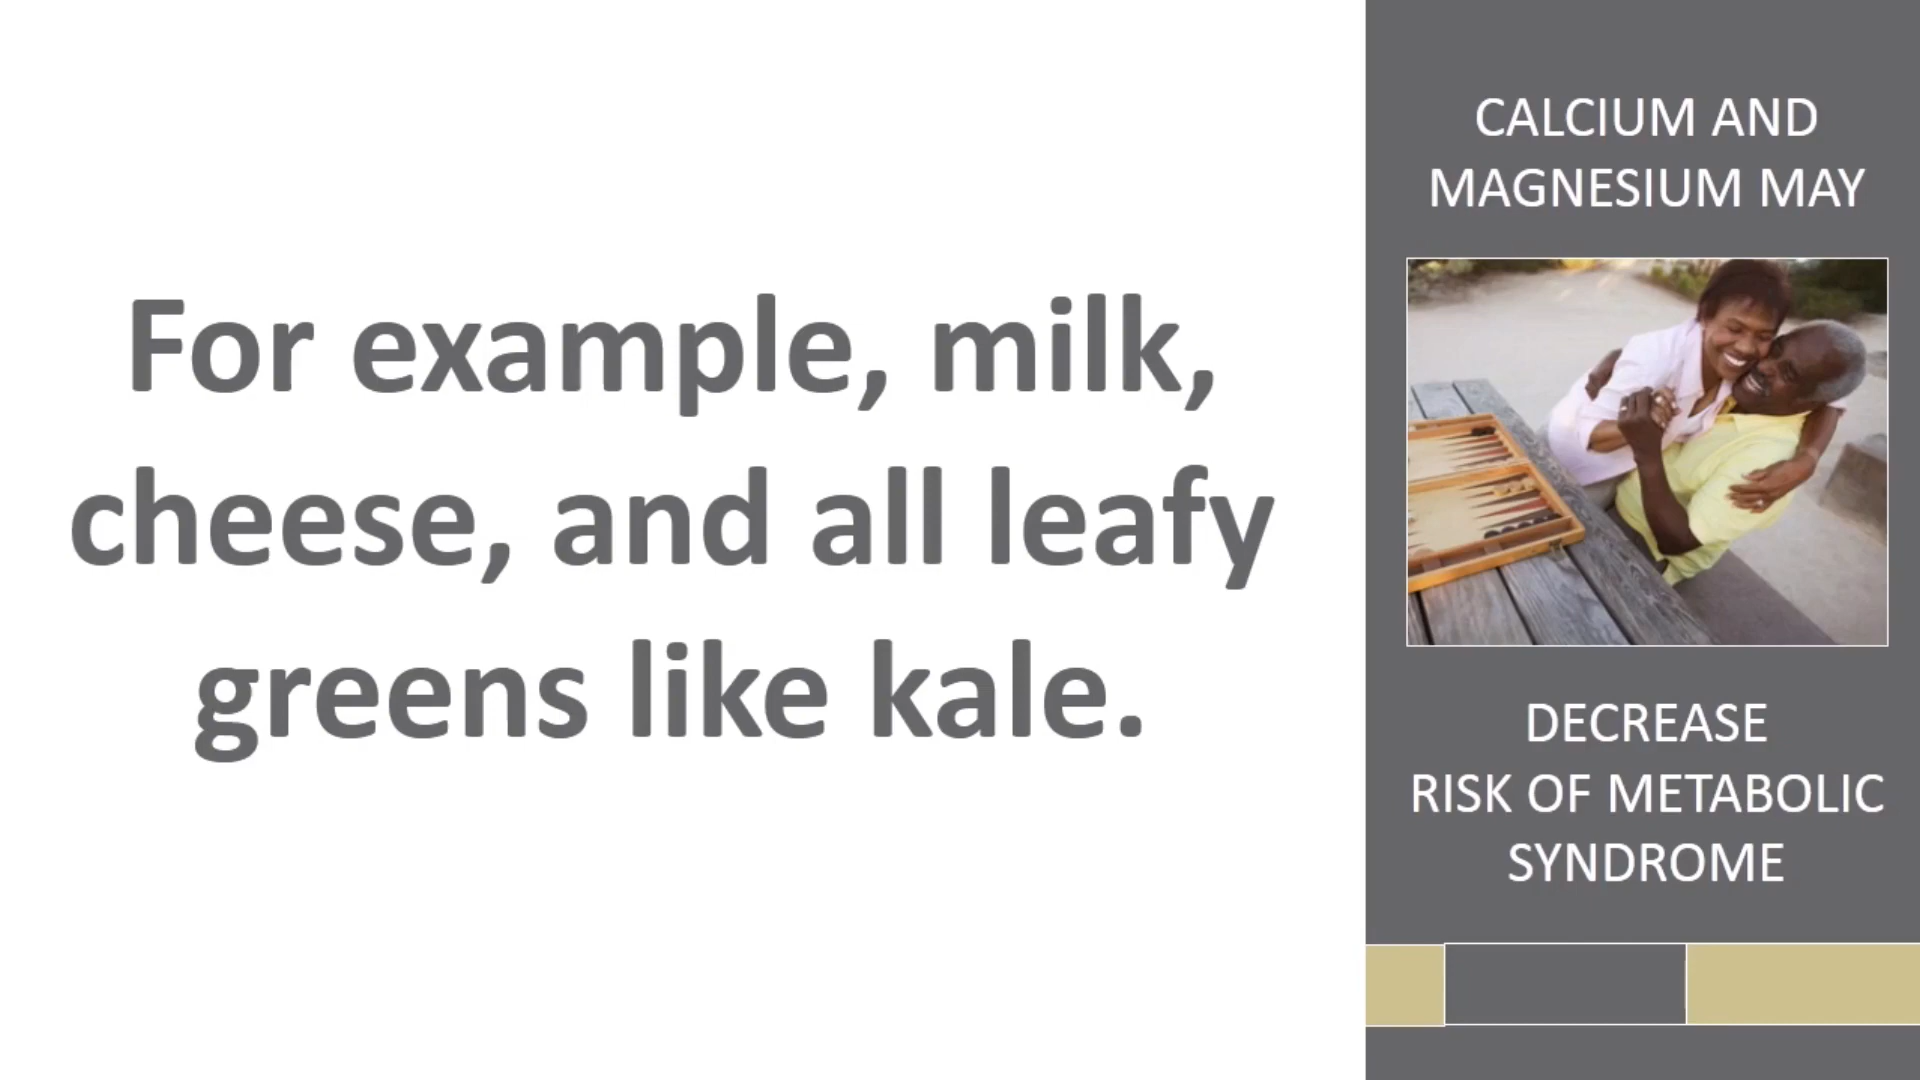 For example, milk,
cheese, and all leafy
greens like kale.
CALCIUM AND
MAGNESIUM MAY
DECREASE
RISK OF METABOLIC
SYNDROME